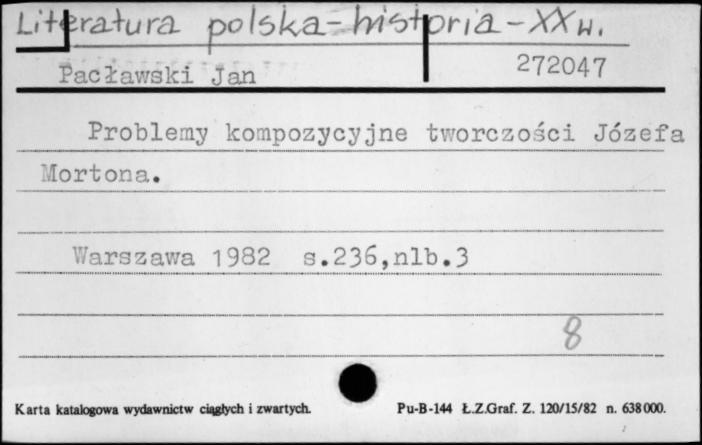 Literatura polska-historia-XX w.
Pacławski Jan 272047
Problemy kompozycyjne tworczości Józefa
Mortona.
Warszawa 1982 s.236,nlb.3
8
Karta katalogowa wydawnictw ciągłych i zwartych. Pu-B-144 Ł.Z.Graf. Z. 120/15/82 n. 638000.